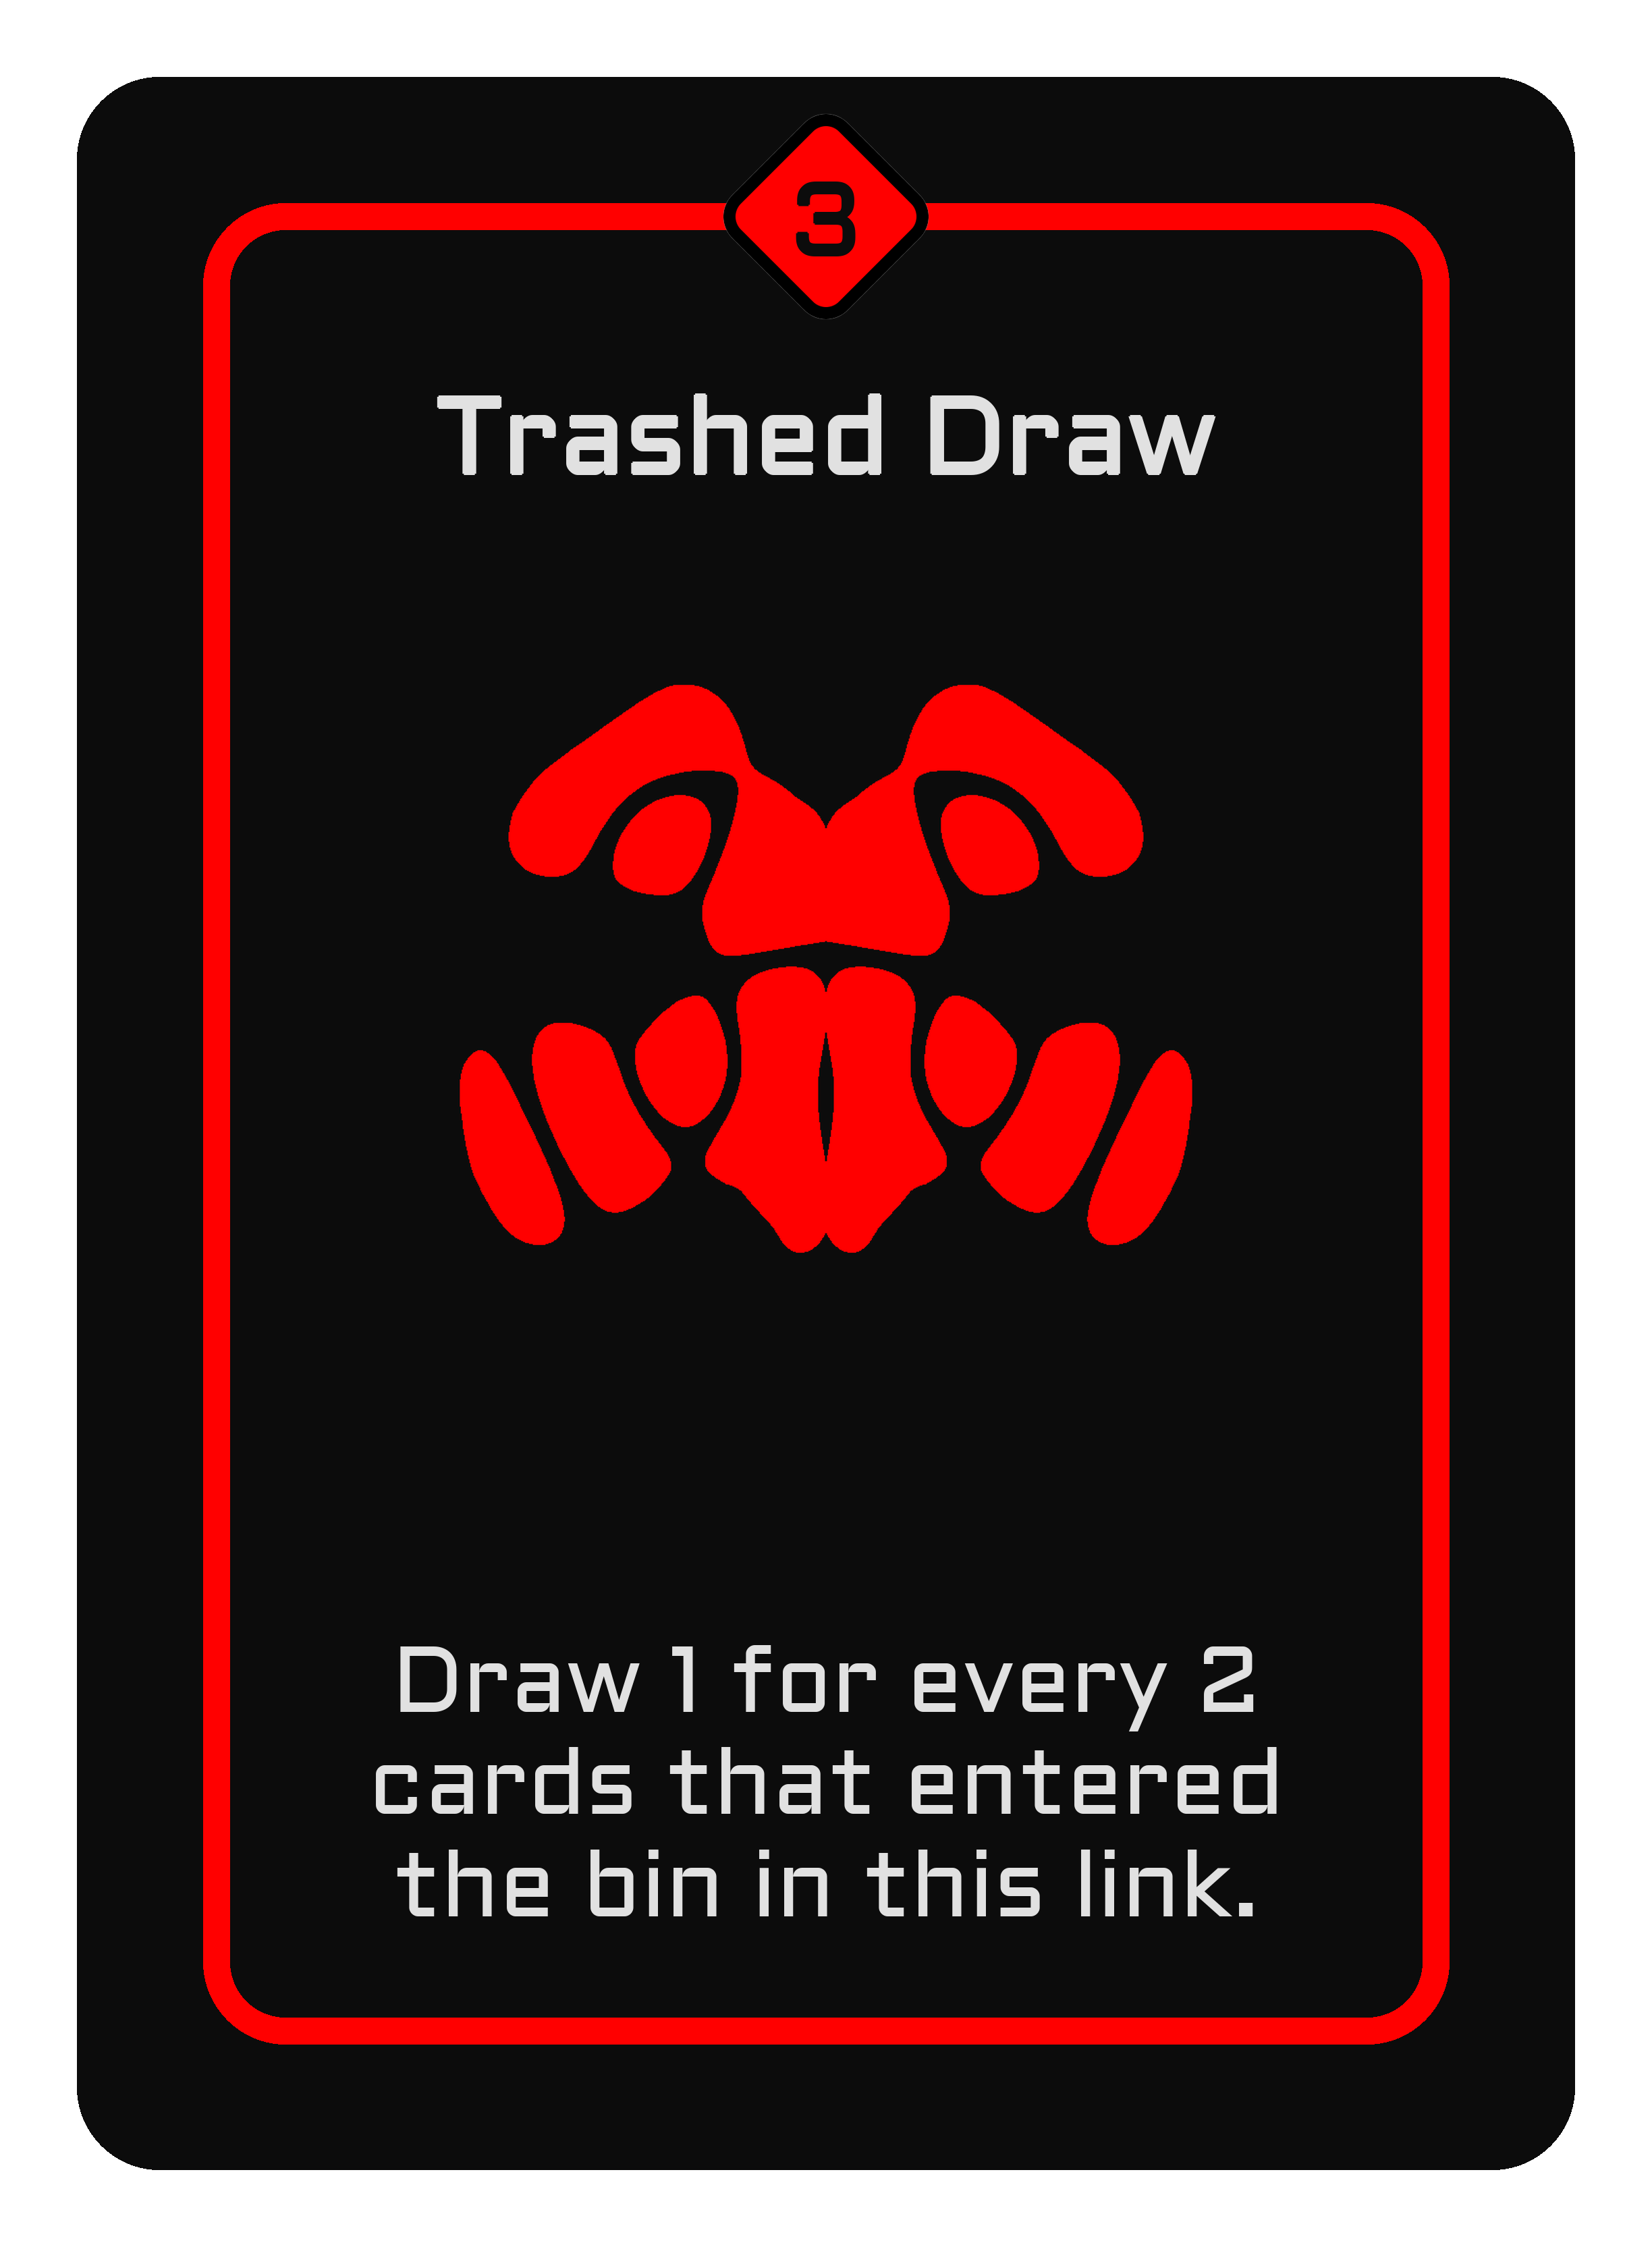 3
Trashed Draw
Draw 1 for every 2
cards that entered
the bin in this link.